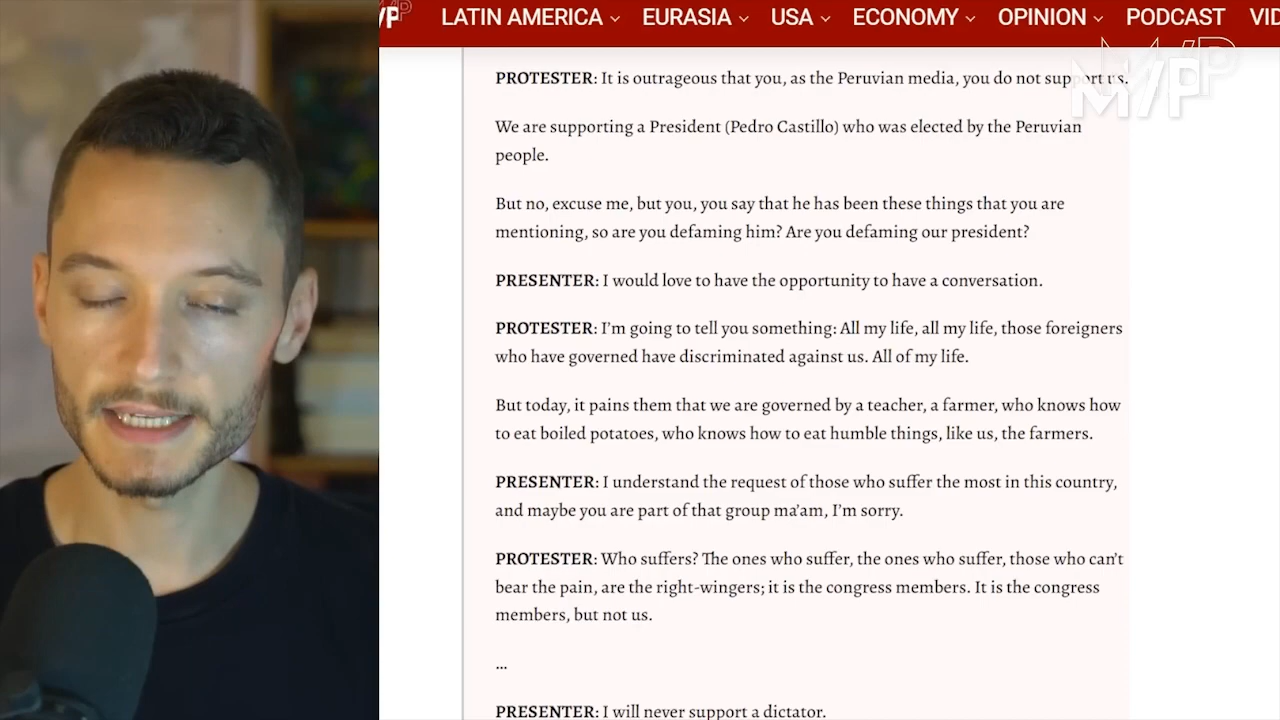 LATIN AMERICA EURASIA USA ECONOMY OPINION PODCAST VID
M/P
PROTESTER: It is outrageous that you, as the Peruvian media, you do not support us.
We are supporting a President (Pedro Castillo) who was elected by the Peruvian
people.
But no, excuse me, but you, you say that he has been these things that you are
mentioning, so are you defaming him? Are you defaming our president?
PRESENTER: I would love to have the opportunity to have a conversation.
PROTESTER: I’m going to tell you something: All my life, all my life, those foreigners
who have governed have discriminated against us. All of my life.
But today, it pains them that we are governed by a teacher, a farmer, who knows how
to eat boiled potatoes, who knows how to eat humble things, like us, the farmers.
PRESENTER: I understand the request of those who suffer the most in this country,
and maybe you are part of that group ma’am, I’m sorry.
PROTESTER: Who suffers? The ones who suffer, the ones who suffer, those who can’t
bear the pain, are the right-wingers; it is the congress members. It is the congress
members, but not us.
...
PRESENTER: I will never support a dictator.